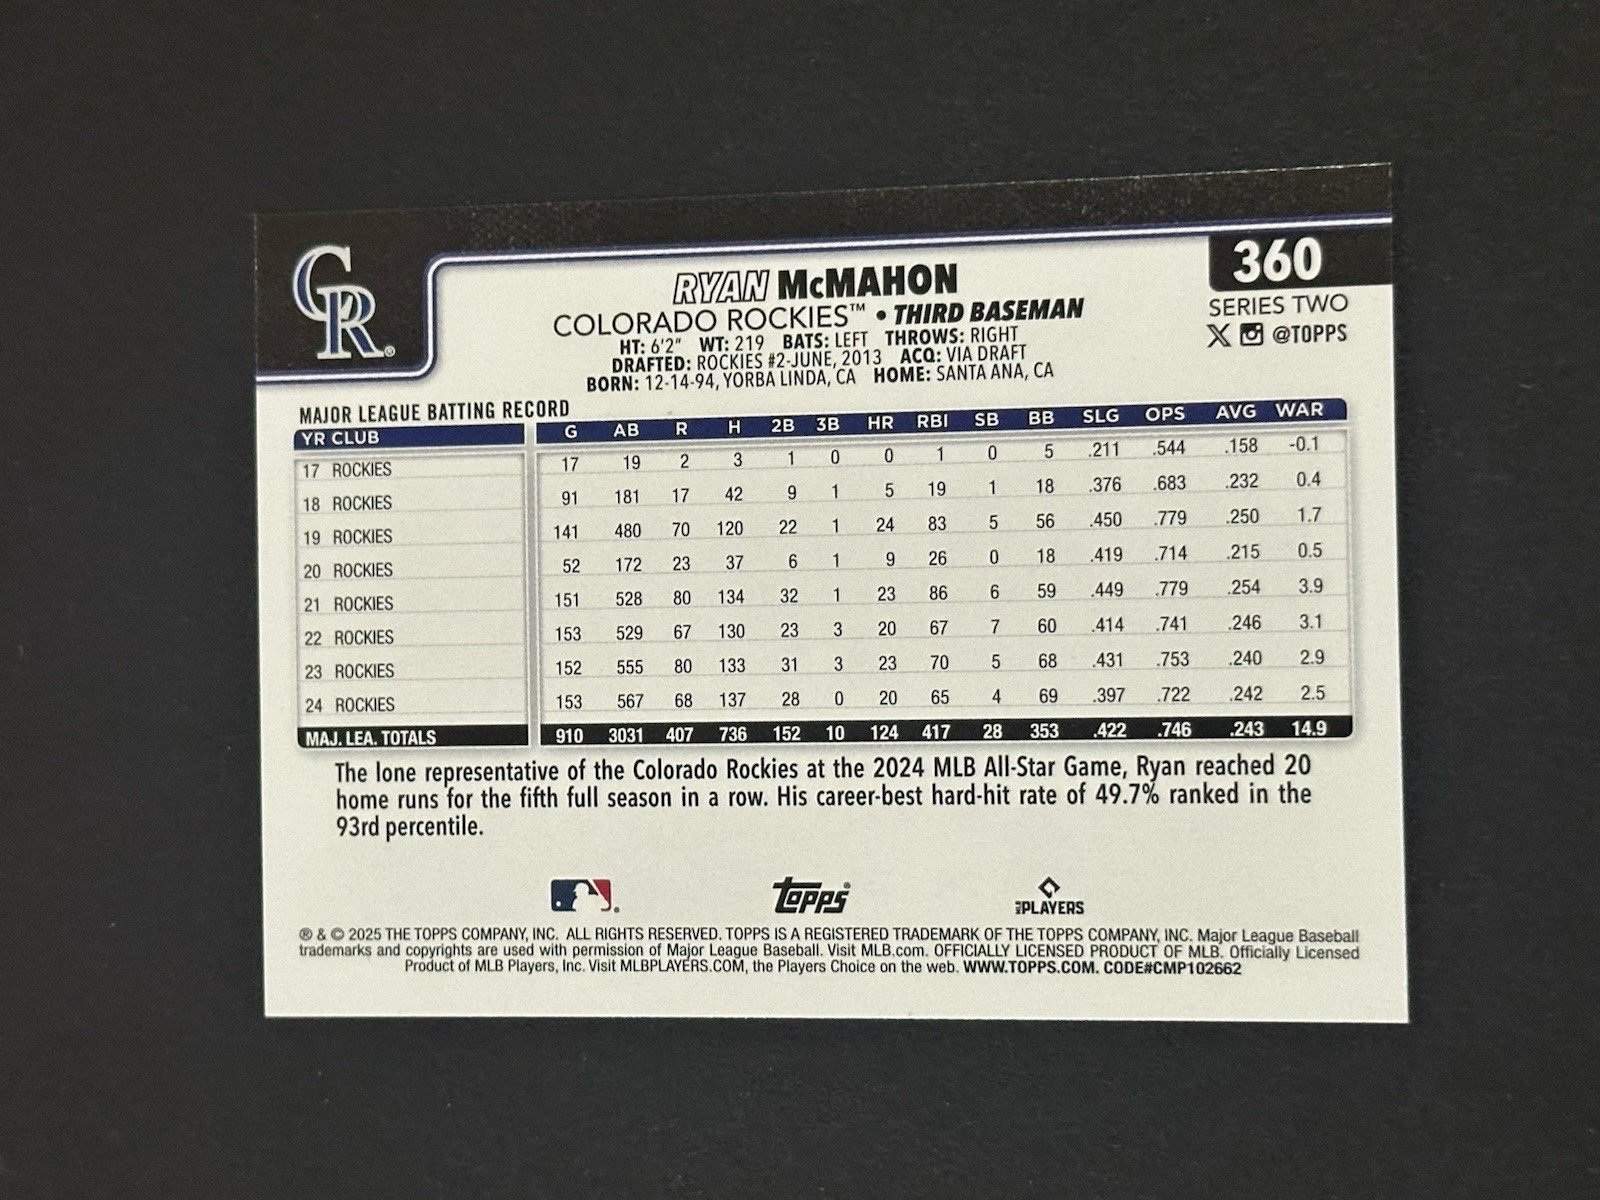 CR®
360
RYAN McMAHON
COLORADO ROCKIES™ • THIRD BASEMAN
SERIES TWO
HT: 6'2" WT: 219 BATS: LEFT THROWS: RIGHT
@TOPPS
DRAFTED: ROCKIES #2-JUNE, 2013 ACQ: VIA DRAFT
BORN: 12-14-94, YORBA LINDA, CA HOME: SANTA ANA, CA
MAJOR LEAGUE BATTING RECORD
YR CLUB G AB R H 2B 3B HR RBI SB BB SLG OPS AVG WAR
17 ROCKIES 17 19 2 3 1 0 0 1 0 5 .211 .544 .158 -0.1
18 ROCKIES 91 181 17 42 9 1 5 19 1 18 .376 .683 .232 0.4
19 ROCKIES 141 480 70 120 22 1 24 83 5 56 .450 .779 .250 1.7
20 ROCKIES 52 172 23 37 6 1 9 26 0 18 .419 .714 .215 0.5
21 ROCKIES 151 528 80 134 32 1 23 86 6 59 .449 .779 .254 3.9
22 ROCKIES 153 529 67 130 23 3 20 67 7 60 .414 .741 .246 3.1
23 ROCKIES 152 555 80 133 31 3 23 70 5 68 .431 .753 .240 2.9
24 ROCKIES 153 567 68 137 28 0 20 65 4 69 .397 .722 .242 2.5
MAJ. LEA. TOTALS 910 3031 407 736 152 10 124 417 28 353 .422 .746 .243 14.9
The lone representative of the Colorado Rockies at the 2024 MLB All-Star Game, Ryan reached 20
home runs for the fifth full season in a row. His career-best hard-hit rate of 49.7% ranked in the
93rd percentile.
Topps®
PLAYERS
® & © 2025 THE TOPPS COMPANY, INC. ALL RIGHTS RESERVED. TOPPS IS A REGISTERED TRADEMARK OF THE TOPPS COMPANY, INC. Major League Baseball
trademarks and copyrights are used with permission of Major League Baseball. Visit MLB.com. OFFICIALLY LICENSED PRODUCT OF MLB. Officially Licensed
Product of MLB Players, Inc. Visit MLBPLAYERS.COM, the Players Choice on the web. WWW.TOPPS.COM. CODE#CMP102662